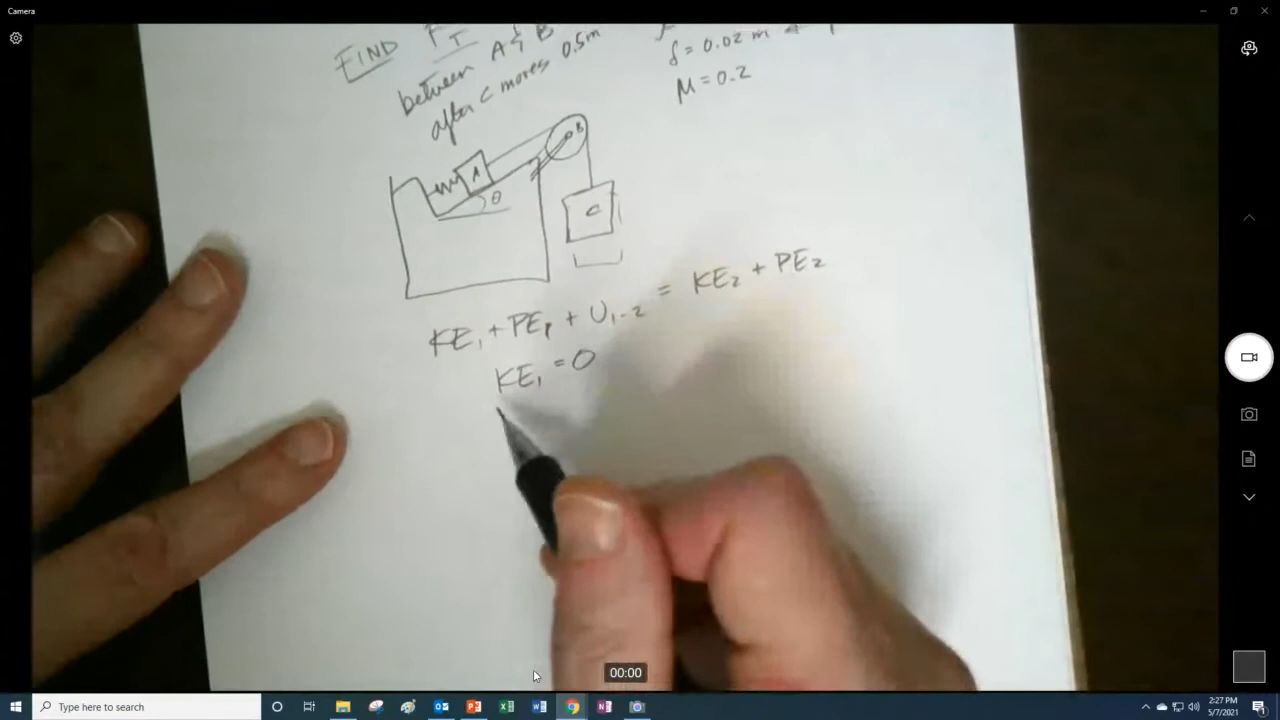 Camera
FIND F_T
between A & B
after C moves 0.5m
δ = 0.02 m
μ = 0.2
A
B
θ
C
KE₁ + PE₁ + U₁₋₂ = KE₂ + PE₂
KE₁ = 0
00:00
Type here to search
2:27 PM
5/7/2021